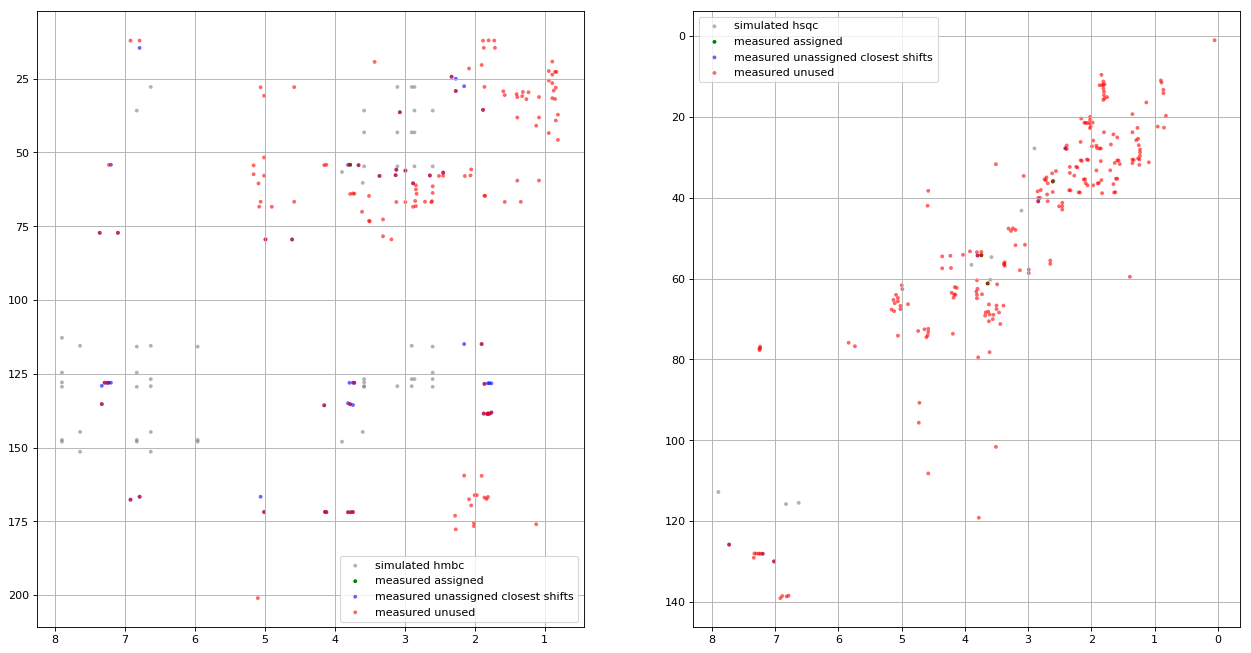 25
50
75
100
125
150
175
200
8 7 6 5 4 3 2 1
simulated hmbc
measured assigned
measured unassigned closest shifts
measured unused
0
20
40
60
80
100
120
140
8 7 6 5 4 3 2 1 0
simulated hsqc
measured assigned
measured unassigned closest shifts
measured unused